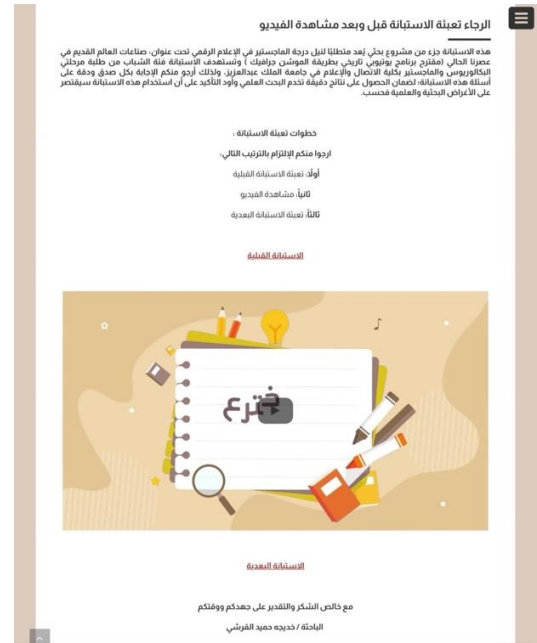 الرجاء تعبئة الاستبانة قبل وبعد مشاهدة الفيديو
هذه الاستبانة جزء من مشروع بحثي يُعد متطلبًا لنيل درجة الماجستير في الإعلام الرقمي تحت عنوان: صناعات العالم القديم في
عصرنا الحالي (مقترح برنامج يوتيوبي تاريخي بطريقة الموشن جرافيك ) وتستهدف الاستبانة فئة الشباب من طلبة مرحلتي
البكالوريوس والماجستير بكلية الاتصال والإعلام في جامعة الملك عبدالعزيز، ولذلك أرجو منكم الإجابة بكل صدق ودقة على
أسئلة هذه الاستبانة؛ لضمان الحصول على نتائج دقيقة تخدم البحث العلمي وأود التأكيد على أن استخدام هذه الاستبانة سيقتصر
على الأغراض البحثية والعلمية فحسب.
خطوات تعبئة الاستبانة :
ارجوا منكم الإلتزام بالترتيب التالي:
أولًا: تعبئة الاستبانة القبلية
ثانياً: مشاهدة الفيديو
ثالثاً: تعبئة الاستبانة البعدية
الاستبانة القبلية
الاستبانة البعدية
مع خالص الشكر والتقدير على جهدكم ووقتكم
الباحثة / خديجه حميد القرشي